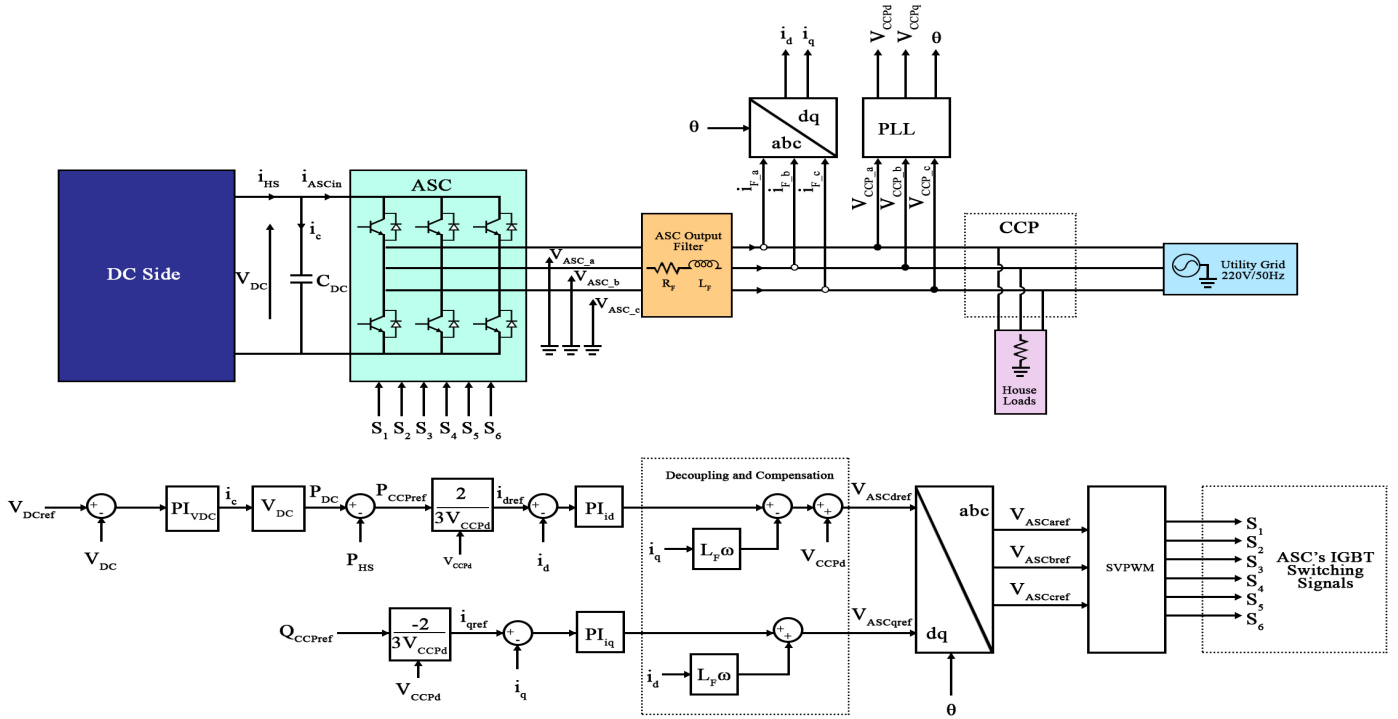 i_d i_q
V_CCPd V_CCPq θ
θ
dq
abc
PLL
i_F_a i_F_b i_F_c
V_CCP_a V_CCP_b V_CCP_c
DC Side
i_HS i_ASCin
i_c
V_DC
C_DC
ASC
S_1 S_2 S_3 S_4 S_5 S_6
V_ASC_a
V_ASC_b
V_ASC_c
ASC Output
Filter
R_F L_F
CCP
House
Loads
Utility Grid
220V/50Hz
V_DCref
+
-
V_DC
PI_VDC
i_c
V_DC
P_DC
+
-
P_HS
P_CCPref
2
3V_CCPd
V_CCPd
i_dref
+
-
i_d
PI_id
Decoupling and Compensation
+
-
i_q
L_Fω
+
+
V_CCPd
V_ASCdref
Q_CCPref
-2
3V_CCPd
V_CCPd
i_qref
+
-
i_q
PI_iq
+
+
i_d
L_Fω
V_ASCqref
abc
dq
θ
V_ASCaref
V_ASCbref
V_ASCcref
SVPWM
S_1
S_2
S_3
S_4
S_5
S_6
ASC's IGBT
Switching
Signals